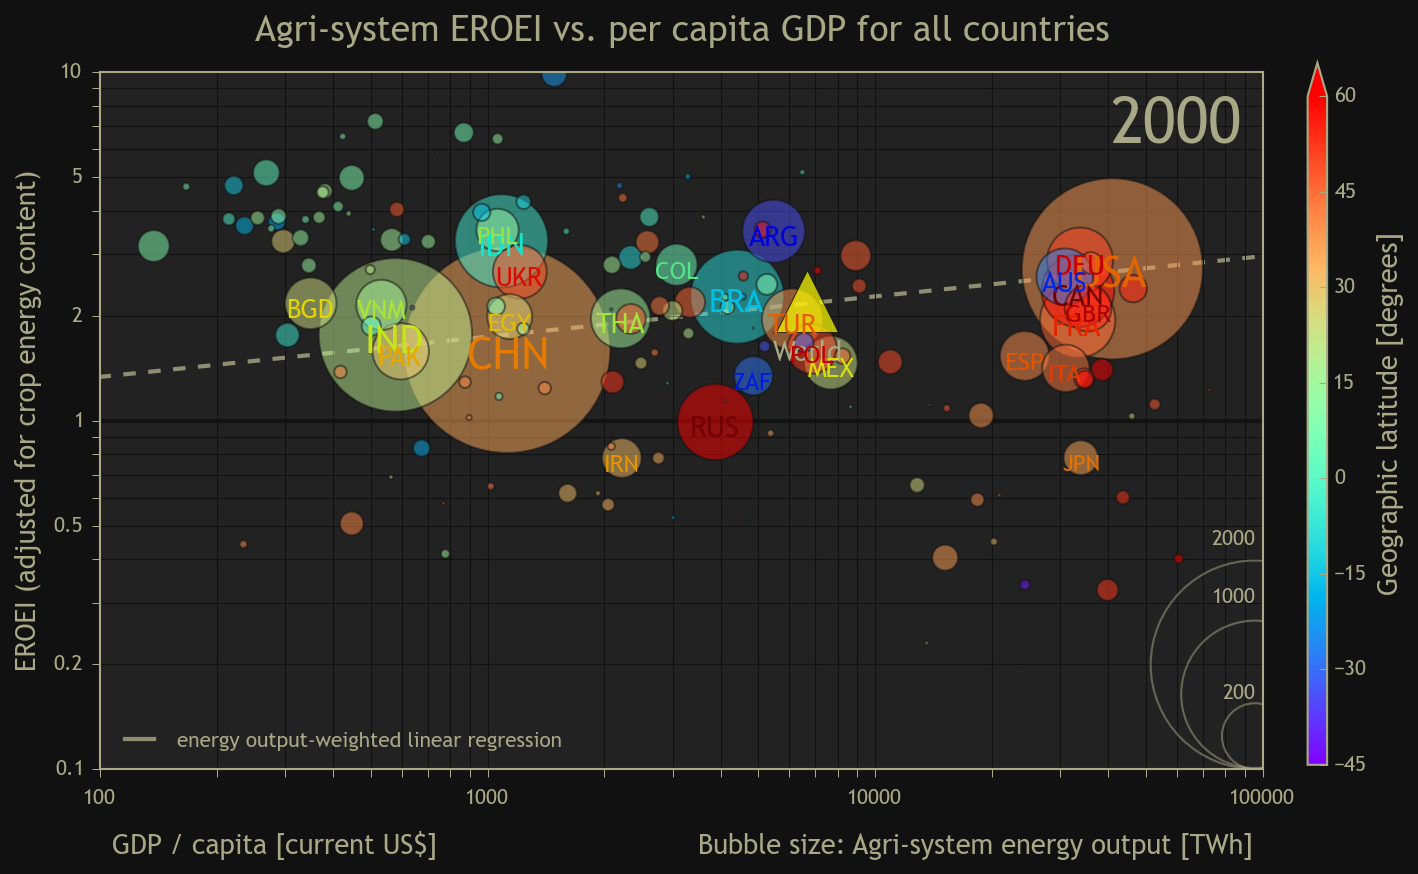 Agri-system EROEI vs. per capita GDP for all countries
2000
EROEI (adjusted for crop energy content)
10
5
2
1
0.5
0.2
0.1
ARG
PHL
IDN
UKR
COL
BRA
DEU
USA
AUS
CAN
GBR
FRA
BGD
VNM
IND
PAK
EGY
CHN
THA
TUR
World
POL
MEX
ZAF
ESP
ITA
RUS
IRN
JPN
2000
1000
200
energy output-weighted linear regression
100
1000
10000
100000
GDP / capita [current US$]
Bubble size: Agri-system energy output [TWh]
60
45
30
15
0
−15
−30
−45
Geographic latitude [degrees]